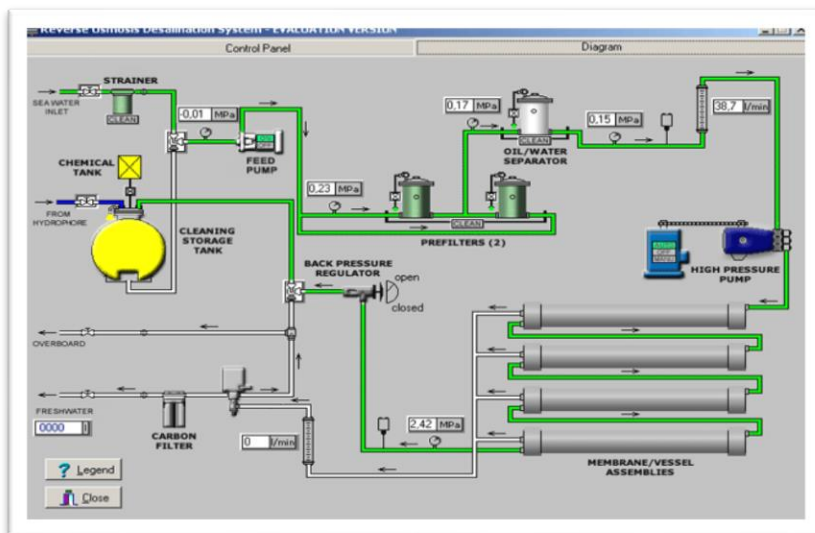 Reverse Osmosis Desalination System - EVALUATION VERSION
Control Panel
Diagram
STRAINER
SEA WATER
INLET
CLEAN
-0,01 MPa
FEED
PUMP
0,17 MPa
CLEAN
OIL/WATER
SEPARATOR
0,15 MPa
38,7 l/min
CHEMICAL
TANK
FROM
HYDROPHORE
CLEANING
STORAGE
TANK
0,23 MPa
CLEAN
PREFILTERS (2)
BACK PRESSURE
REGULATOR
open
closed
AUTO
OFF
MANU
HIGH PRESSURE
PUMP
OVERBOARD
FRESHWATER
0000 l
CARBON
FILTER
0 l/min
2,42 MPa
MEMBRANE/VESSEL
ASSEMBLIES
? Legend
Close